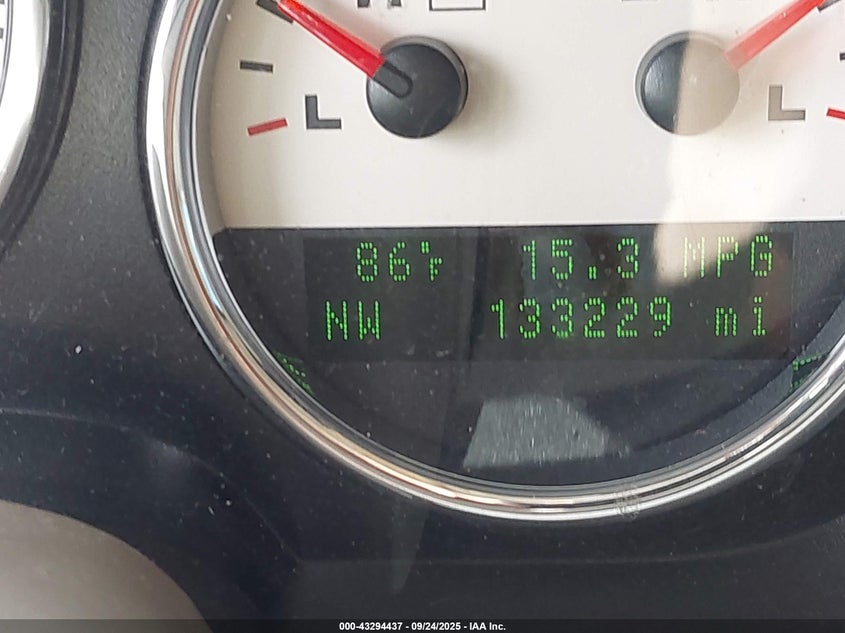 L L
86°F 15.3 MPG
NW 133229 mi
000-43294437 - 09/24/2025 - IAA Inc.